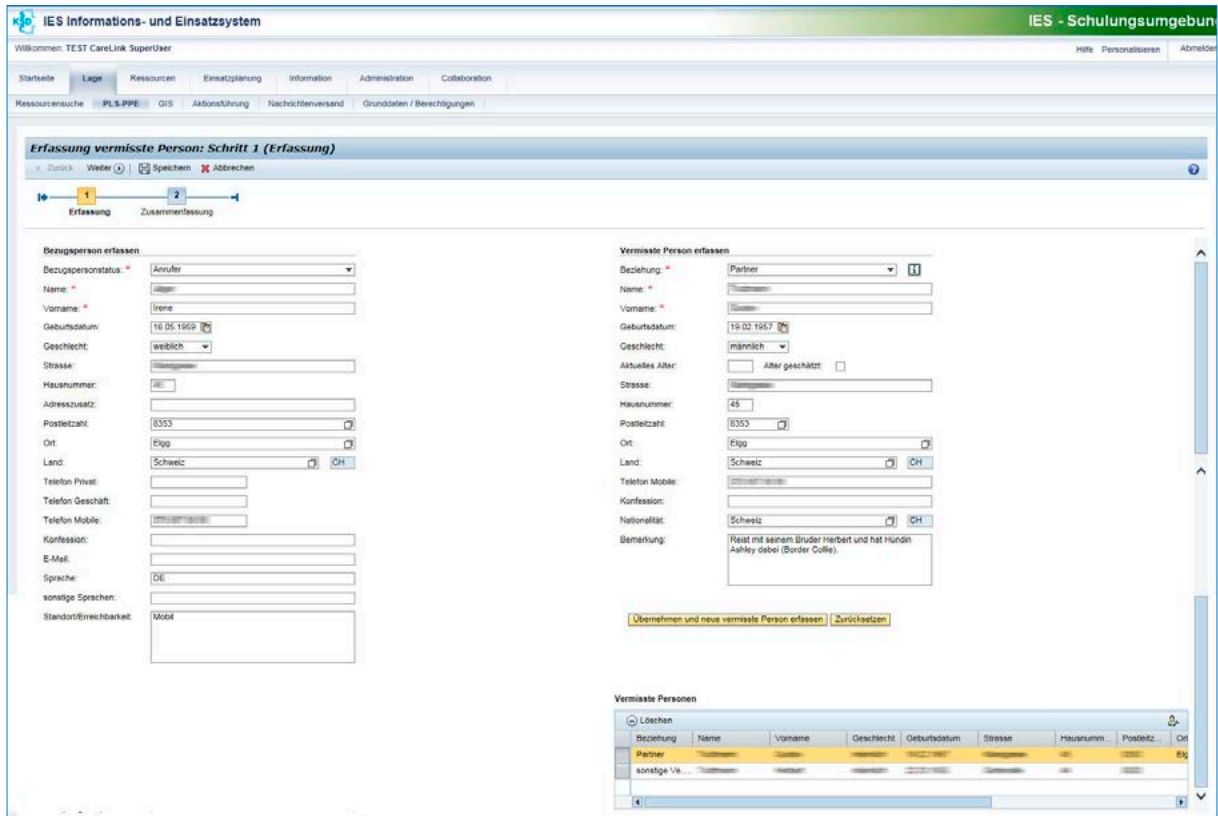 KSD IES Informations- und Einsatzsystem
IES - Schulungsumgebun
Willkommen: TEST CareLink SuperUser
Hilfe Personalisieren Abmelden
Startseite Lage Ressourcen Einsatzplanung Information Administration Collaboration
Ressourcensuche PLS-PPE GIS Aktionsführung Nachrichtenversand Grunddaten / Berechtigungen
Erfassung vermisste Person: Schritt 1 (Erfassung)
Zurück Weiter Speichern Abbrechen
1 2
Erfassung Zusammenfassung
Bezugsperson erfassen
Bezugspersonstatus: * Anrufer
Name: *
Vorname: * Irene
Geburtsdatum: 16.05.1959
Geschlecht: weiblich
Strasse:
Hausnummer:
Adresszusatz:
Postleitzahl: 8353
Ort: Elgg
Land: Schweiz CH
Telefon Privat:
Telefon Geschäft:
Telefon Mobile:
Konfession:
E-Mail:
Sprache: DE
sonstige Sprachen:
Standort/Erreichbarkeit: Mobil
Vermisste Person erfassen
Beziehung: * Partner
Name: *
Vorname: *
Geburtsdatum: 19.02.1957
Geschlecht: männlich
Aktuelles Alter: Alter geschätzt:
Strasse:
Hausnummer: 45
Postleitzahl: 8353
Ort: Elgg
Land: Schweiz CH
Telefon Mobile:
Konfession:
Nationalität: Schweiz CH
Bemerkung: Reist mit seinem Bruder Herbert und hat Hündin
Ashley dabei (Border Collie).
Übernehmen und neue vermisste Person erfassen Zurücksetzen
Vermisste Personen
Löschen
Beziehung Name Vorname Geschlecht Geburtsdatum Strasse Hausnumm... Postleitz... Ort
Partner Elg
sonstige Ve...